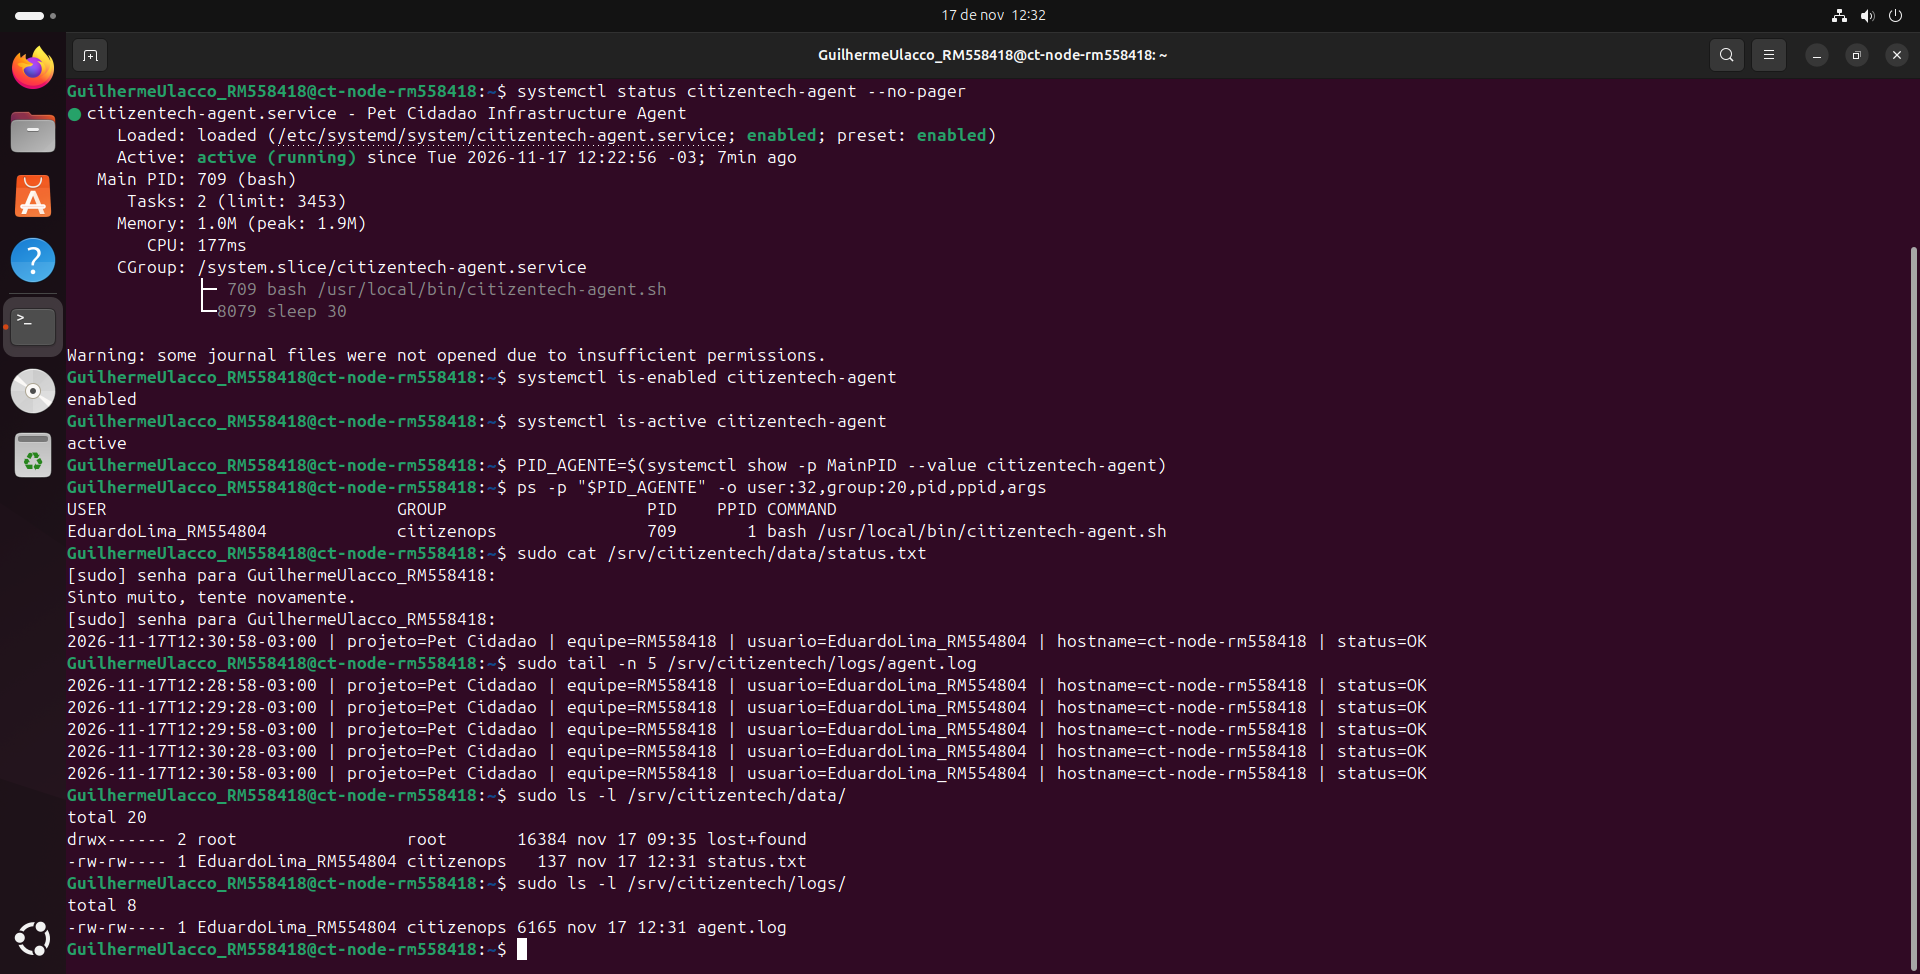 17 de nov 12:32
GuilhermeUlacco_RM558418@ct-node-rm558418: ~
GuilhermeUlacco_RM558418@ct-node-rm558418:~$ systemctl status citizentech-agent --no-pager
● citizentech-agent.service - Pet Cidadao Infrastructure Agent
     Loaded: loaded (/etc/systemd/system/citizentech-agent.service; enabled; preset: enabled)
     Active: active (running) since Tue 2026-11-17 12:22:56 -03; 7min ago
   Main PID: 709 (bash)
      Tasks: 2 (limit: 3453)
     Memory: 1.0M (peak: 1.9M)
        CPU: 177ms
     CGroup: /system.slice/citizentech-agent.service
             ├─ 709 bash /usr/local/bin/citizentech-agent.sh
             └─8079 sleep 30
Warning: some journal files were not opened due to insufficient permissions.
GuilhermeUlacco_RM558418@ct-node-rm558418:~$ systemctl is-enabled citizentech-agent
enabled
GuilhermeUlacco_RM558418@ct-node-rm558418:~$ systemctl is-active citizentech-agent
active
GuilhermeUlacco_RM558418@ct-node-rm558418:~$ PID_AGENTE=$(systemctl show -p MainPID --value citizentech-agent)
GuilhermeUlacco_RM558418@ct-node-rm558418:~$ ps -p "$PID_AGENTE" -o user:32,group:20,pid,ppid,args
USER                             GROUP                    PID    PPID COMMAND
EduardoLima_RM554804             citizenops               709       1 bash /usr/local/bin/citizentech-agent.sh
GuilhermeUlacco_RM558418@ct-node-rm558418:~$ sudo cat /srv/citizentech/data/status.txt
[sudo] senha para GuilhermeUlacco_RM558418:
Sinto muito, tente novamente.
[sudo] senha para GuilhermeUlacco_RM558418:
2026-11-17T12:30:58-03:00 | projeto=Pet Cidadao | equipe=RM558418 | usuario=EduardoLima_RM554804 | hostname=ct-node-rm558418 | status=OK
GuilhermeUlacco_RM558418@ct-node-rm558418:~$ sudo tail -n 5 /srv/citizentech/logs/agent.log
2026-11-17T12:28:58-03:00 | projeto=Pet Cidadao | equipe=RM558418 | usuario=EduardoLima_RM554804 | hostname=ct-node-rm558418 | status=OK
2026-11-17T12:29:28-03:00 | projeto=Pet Cidadao | equipe=RM558418 | usuario=EduardoLima_RM554804 | hostname=ct-node-rm558418 | status=OK
2026-11-17T12:29:58-03:00 | projeto=Pet Cidadao | equipe=RM558418 | usuario=EduardoLima_RM554804 | hostname=ct-node-rm558418 | status=OK
2026-11-17T12:30:28-03:00 | projeto=Pet Cidadao | equipe=RM558418 | usuario=EduardoLima_RM554804 | hostname=ct-node-rm558418 | status=OK
2026-11-17T12:30:58-03:00 | projeto=Pet Cidadao | equipe=RM558418 | usuario=EduardoLima_RM554804 | hostname=ct-node-rm558418 | status=OK
GuilhermeUlacco_RM558418@ct-node-rm558418:~$ sudo ls -l /srv/citizentech/data/
total 20
drwx------ 2 root                 root       16384 nov 17 09:35 lost+found
-rw-rw---- 1 EduardoLima_RM554804 citizenops   137 nov 17 12:31 status.txt
GuilhermeUlacco_RM558418@ct-node-rm558418:~$ sudo ls -l /srv/citizentech/logs/
total 8
-rw-rw---- 1 EduardoLima_RM554804 citizenops 6165 nov 17 12:31 agent.log
GuilhermeUlacco_RM558418@ct-node-rm558418:~$